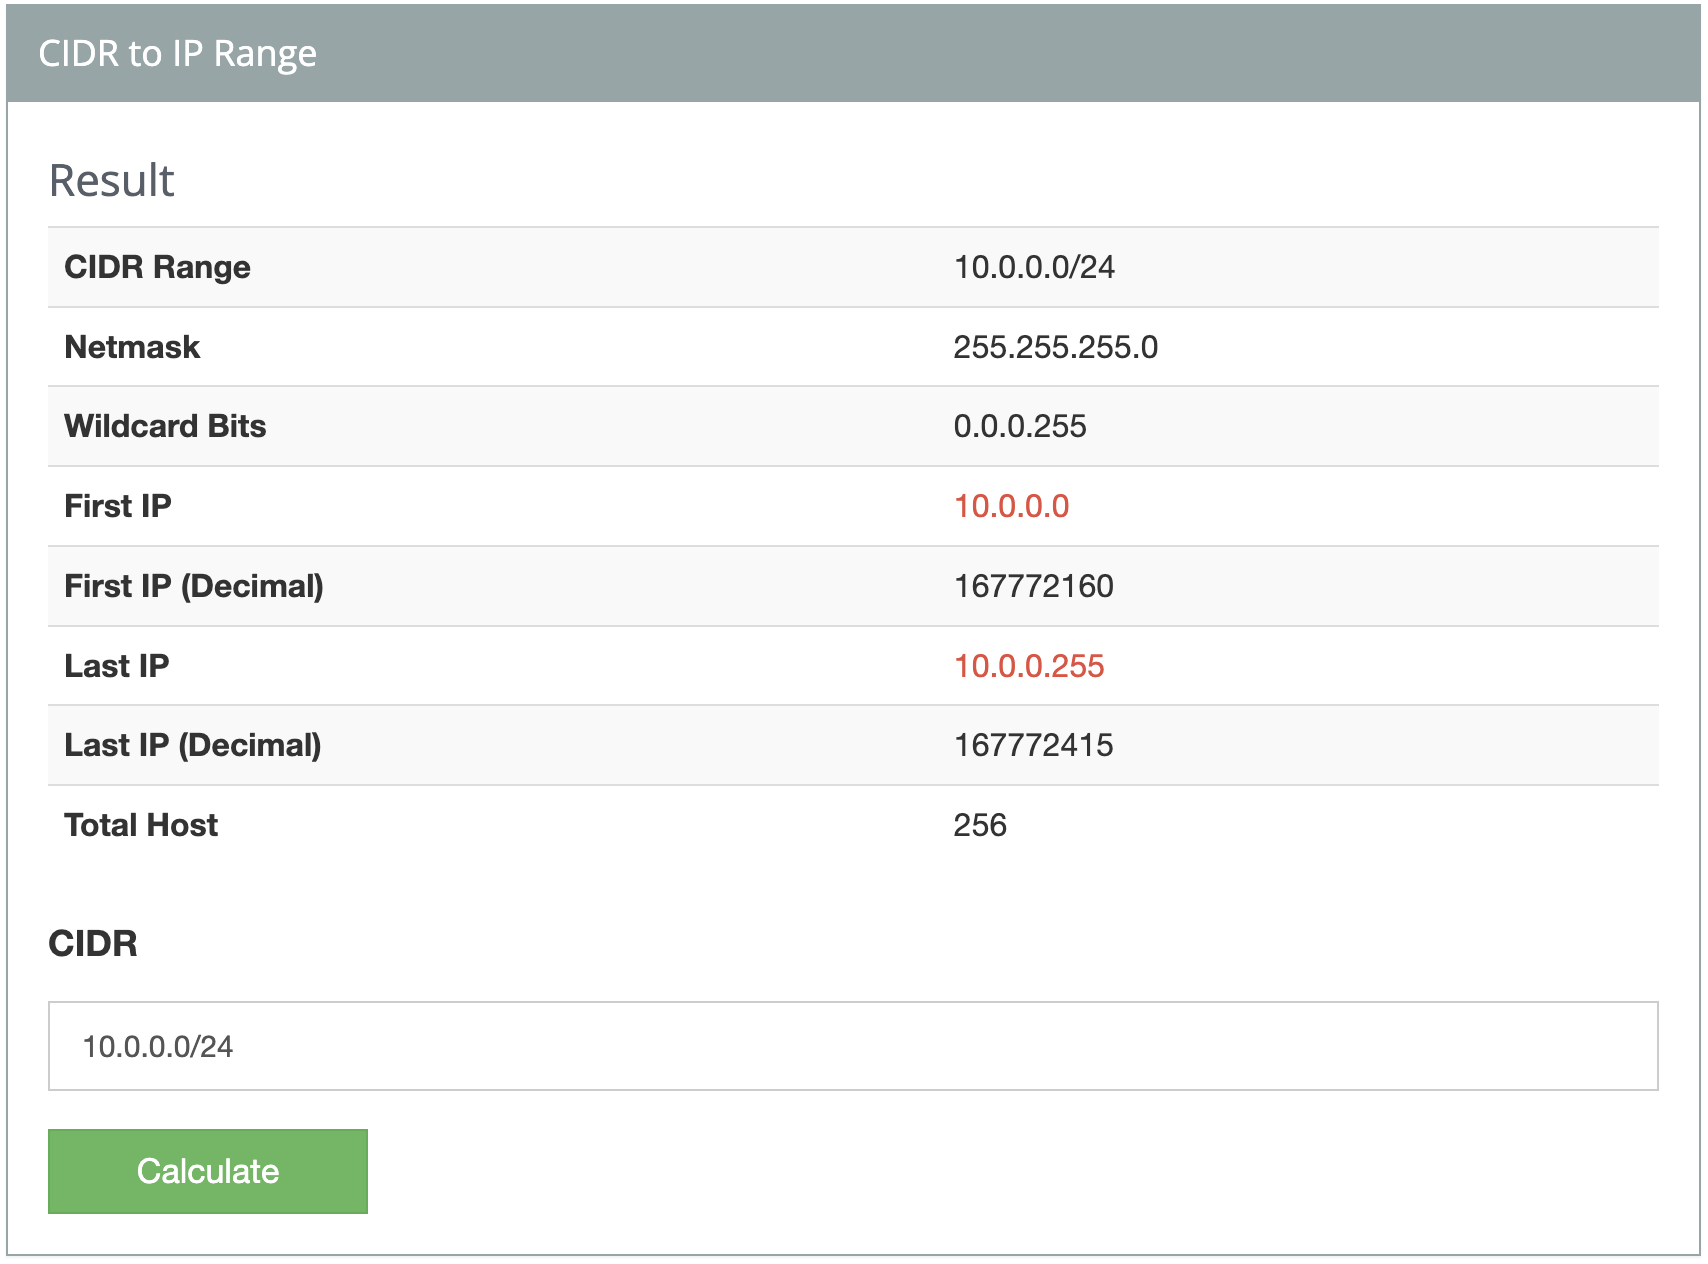 CIDR to IP Range
Result
CIDR Range 10.0.0.0/24
Netmask 255.255.255.0
Wildcard Bits 0.0.0.255
First IP 10.0.0.0
First IP (Decimal) 167772160
Last IP 10.0.0.255
Last IP (Decimal) 167772415
Total Host 256
CIDR
10.0.0.0/24
Calculate